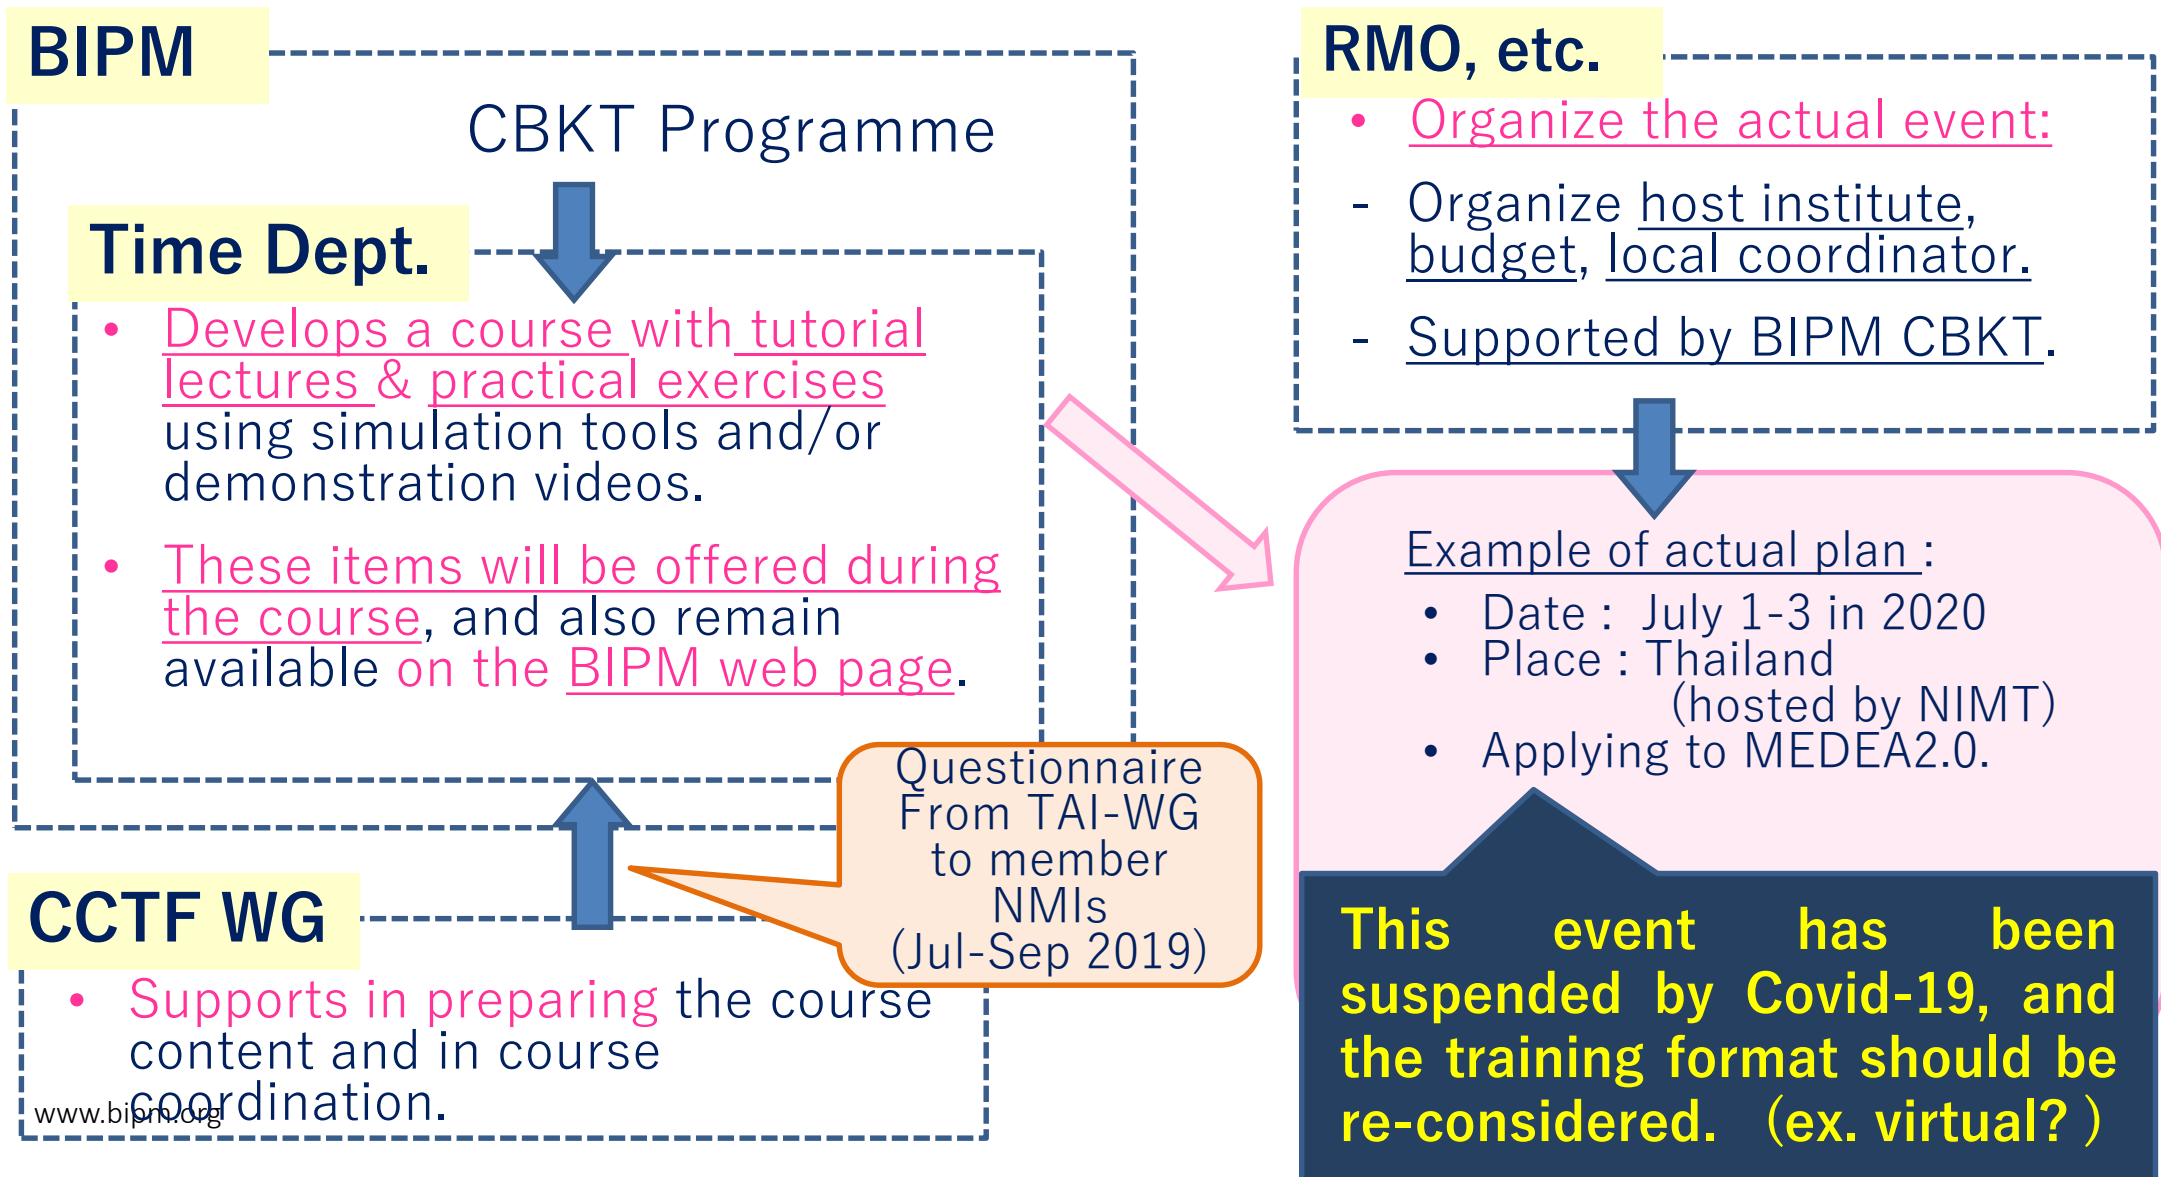 BIPM
CBKT Programme
Time Dept.
• Develops a course with tutorial
lectures & practical exercises
using simulation tools and/or
demonstration videos.
• These items will be offered during
the course, and also remain
available on the BIPM web page.
Questionnaire
From TAI-WG
to member
NMIs
(Jul-Sep 2019)
CCTF WG
• Supports in preparing the course
content and in course
coordination.
www.bipm.org
RMO, etc.
• Organize the actual event:
- Organize host institute,
budget, local coordinator.
- Supported by BIPM CBKT.
Example of actual plan :
• Date : July 1-3 in 2020
• Place : Thailand
(hosted by NIMT)
• Applying to MEDEA2.0.
This event has been
suspended by Covid-19, and
the training format should be
re-considered. (ex. virtual? )